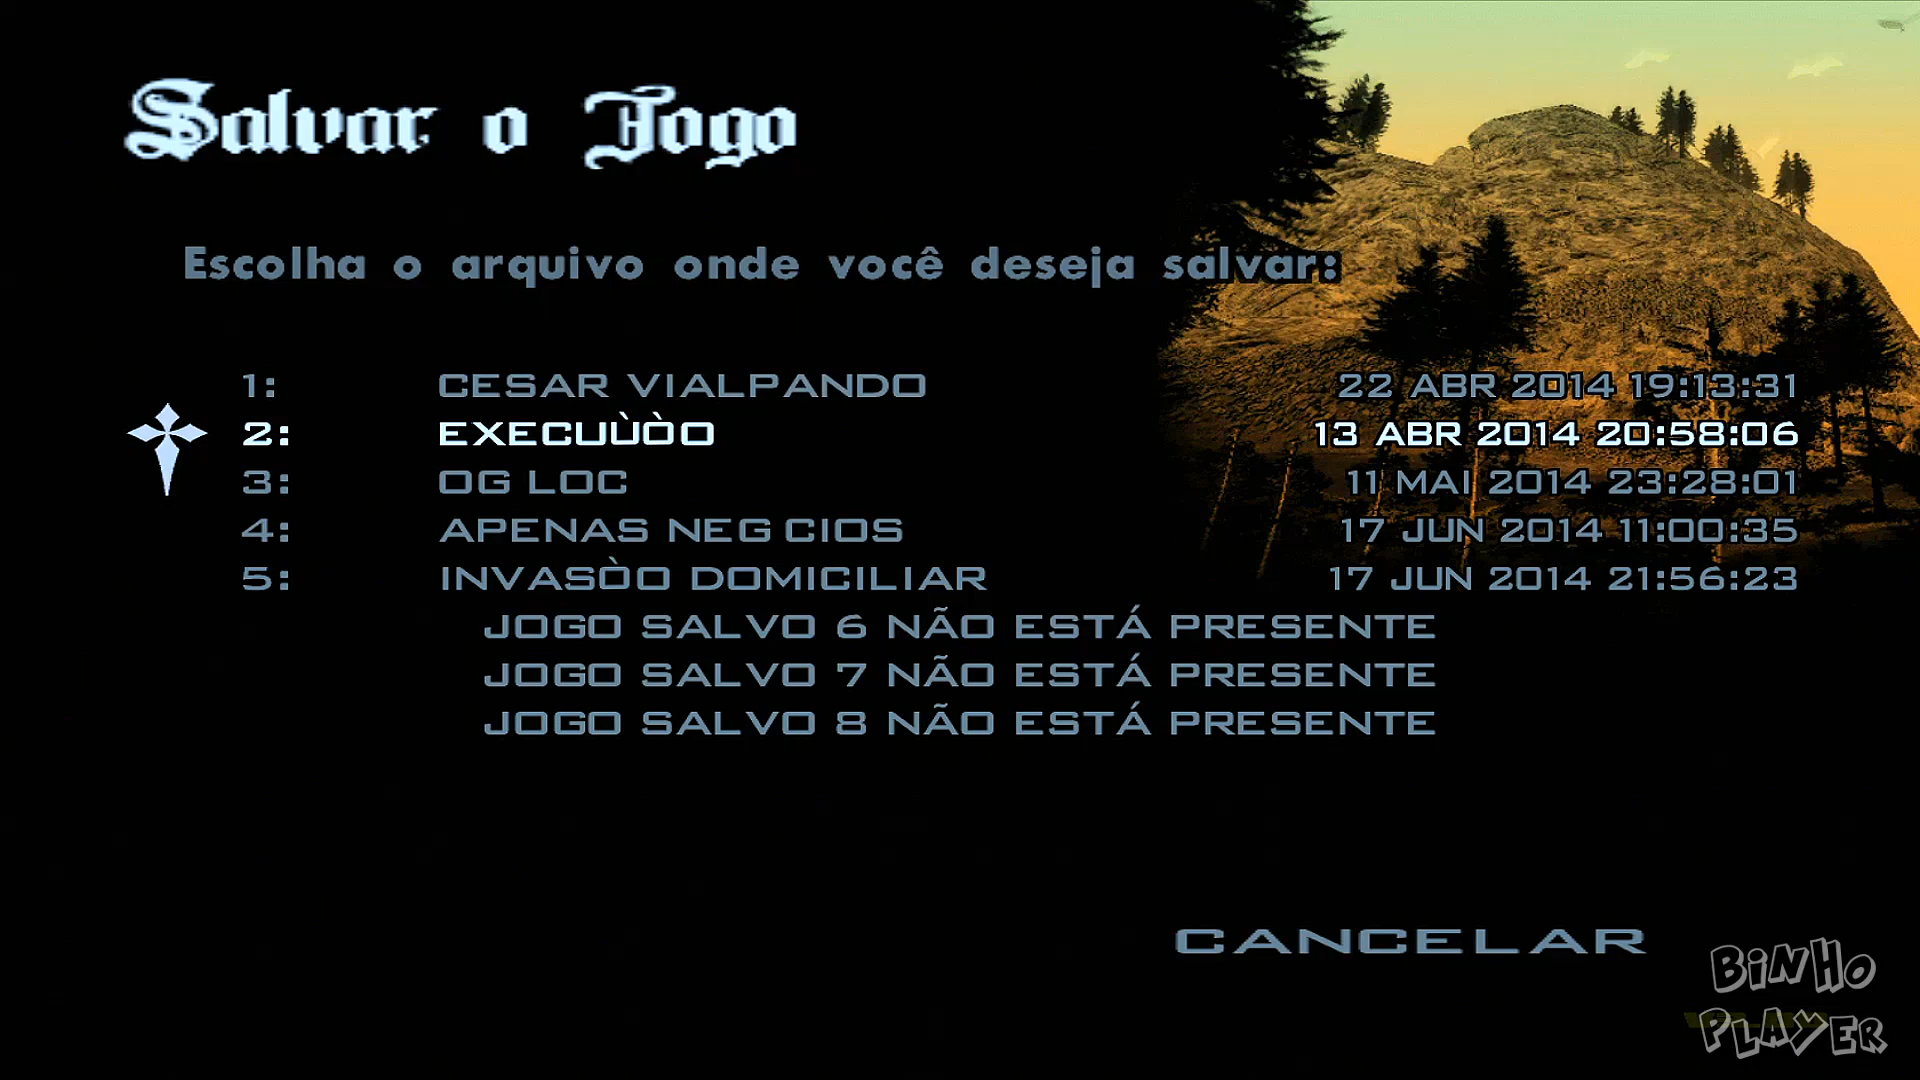 Salvar o Jogo
Escolha o arquivo onde você deseja salvar:
1: CESAR VIALPANDO 22 ABR 2014 19:13:31
2: EXECUÙÒO 13 ABR 2014 20:58:06
3: OG LOC 11 MAI 2014 23:28:01
4: APENAS NEG CIOS 17 JUN 2014 11:00:35
5: INVASÒO DOMICILIAR 17 JUN 2014 21:56:23
JOGO SALVO 6 NÃO ESTÁ PRESENTE
JOGO SALVO 7 NÃO ESTÁ PRESENTE
JOGO SALVO 8 NÃO ESTÁ PRESENTE
CANCELAR
BiNHO
PLAYER